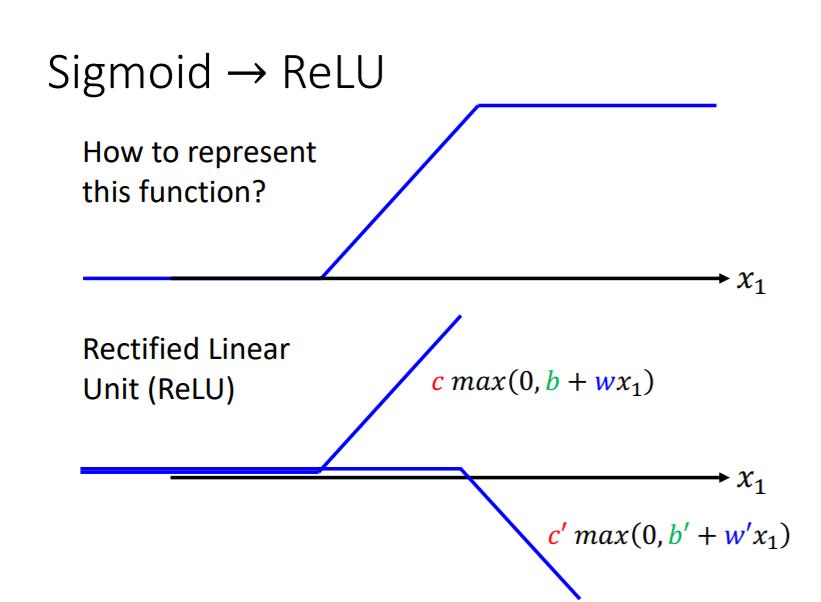 Sigmoid → ReLU
How to represent
this function?
x₁
Rectified Linear
Unit (ReLU)
c max(0, b + wx₁)
x₁
c′ max(0, b′ + w′x₁)